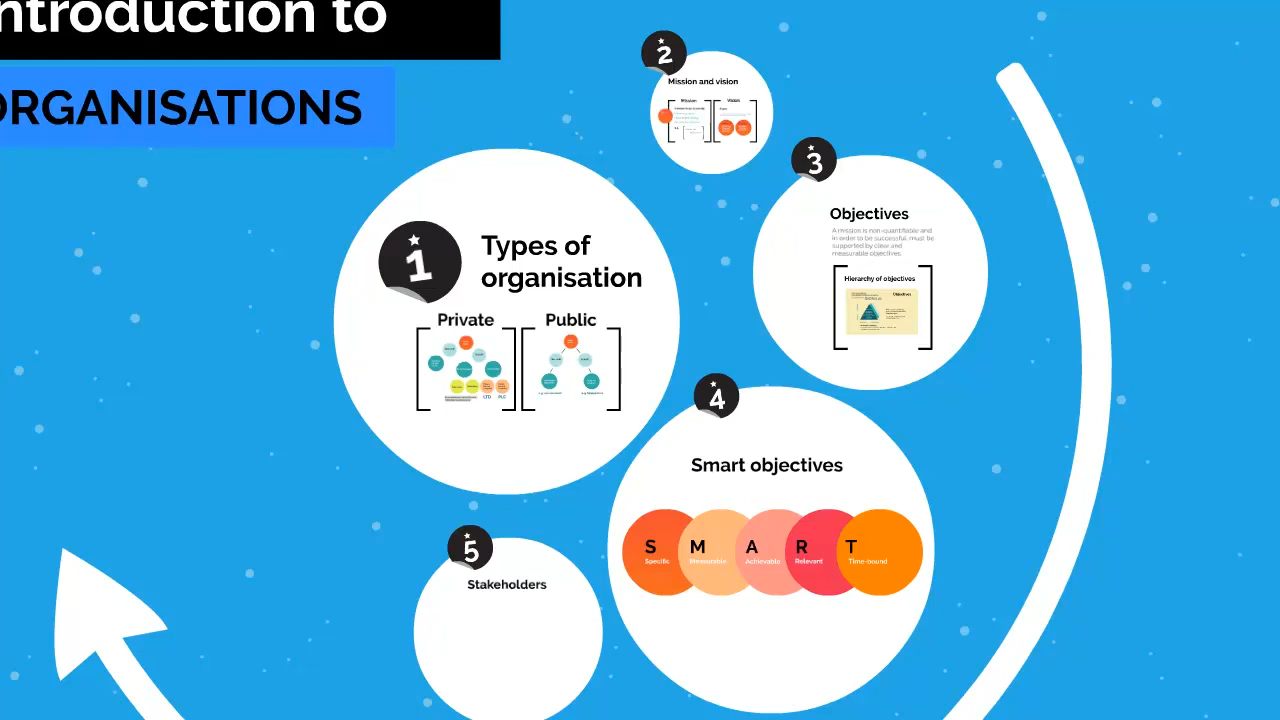 ntroduction to
ORGANISATIONS
1
Types of
organisation
Private
Public
LTD
PLC
2
Mission and vision
Mission
Vision
3
Objectives
A mission is non-quantifiable and
in order to be successful, must be
supported by clear and
measurable objectives.
Hierarchy of objectives
Objectives
4
Smart objectives
S
Specific
M
Measurable
A
Achievable
R
Relevant
T
Time-bound
5
Stakeholders